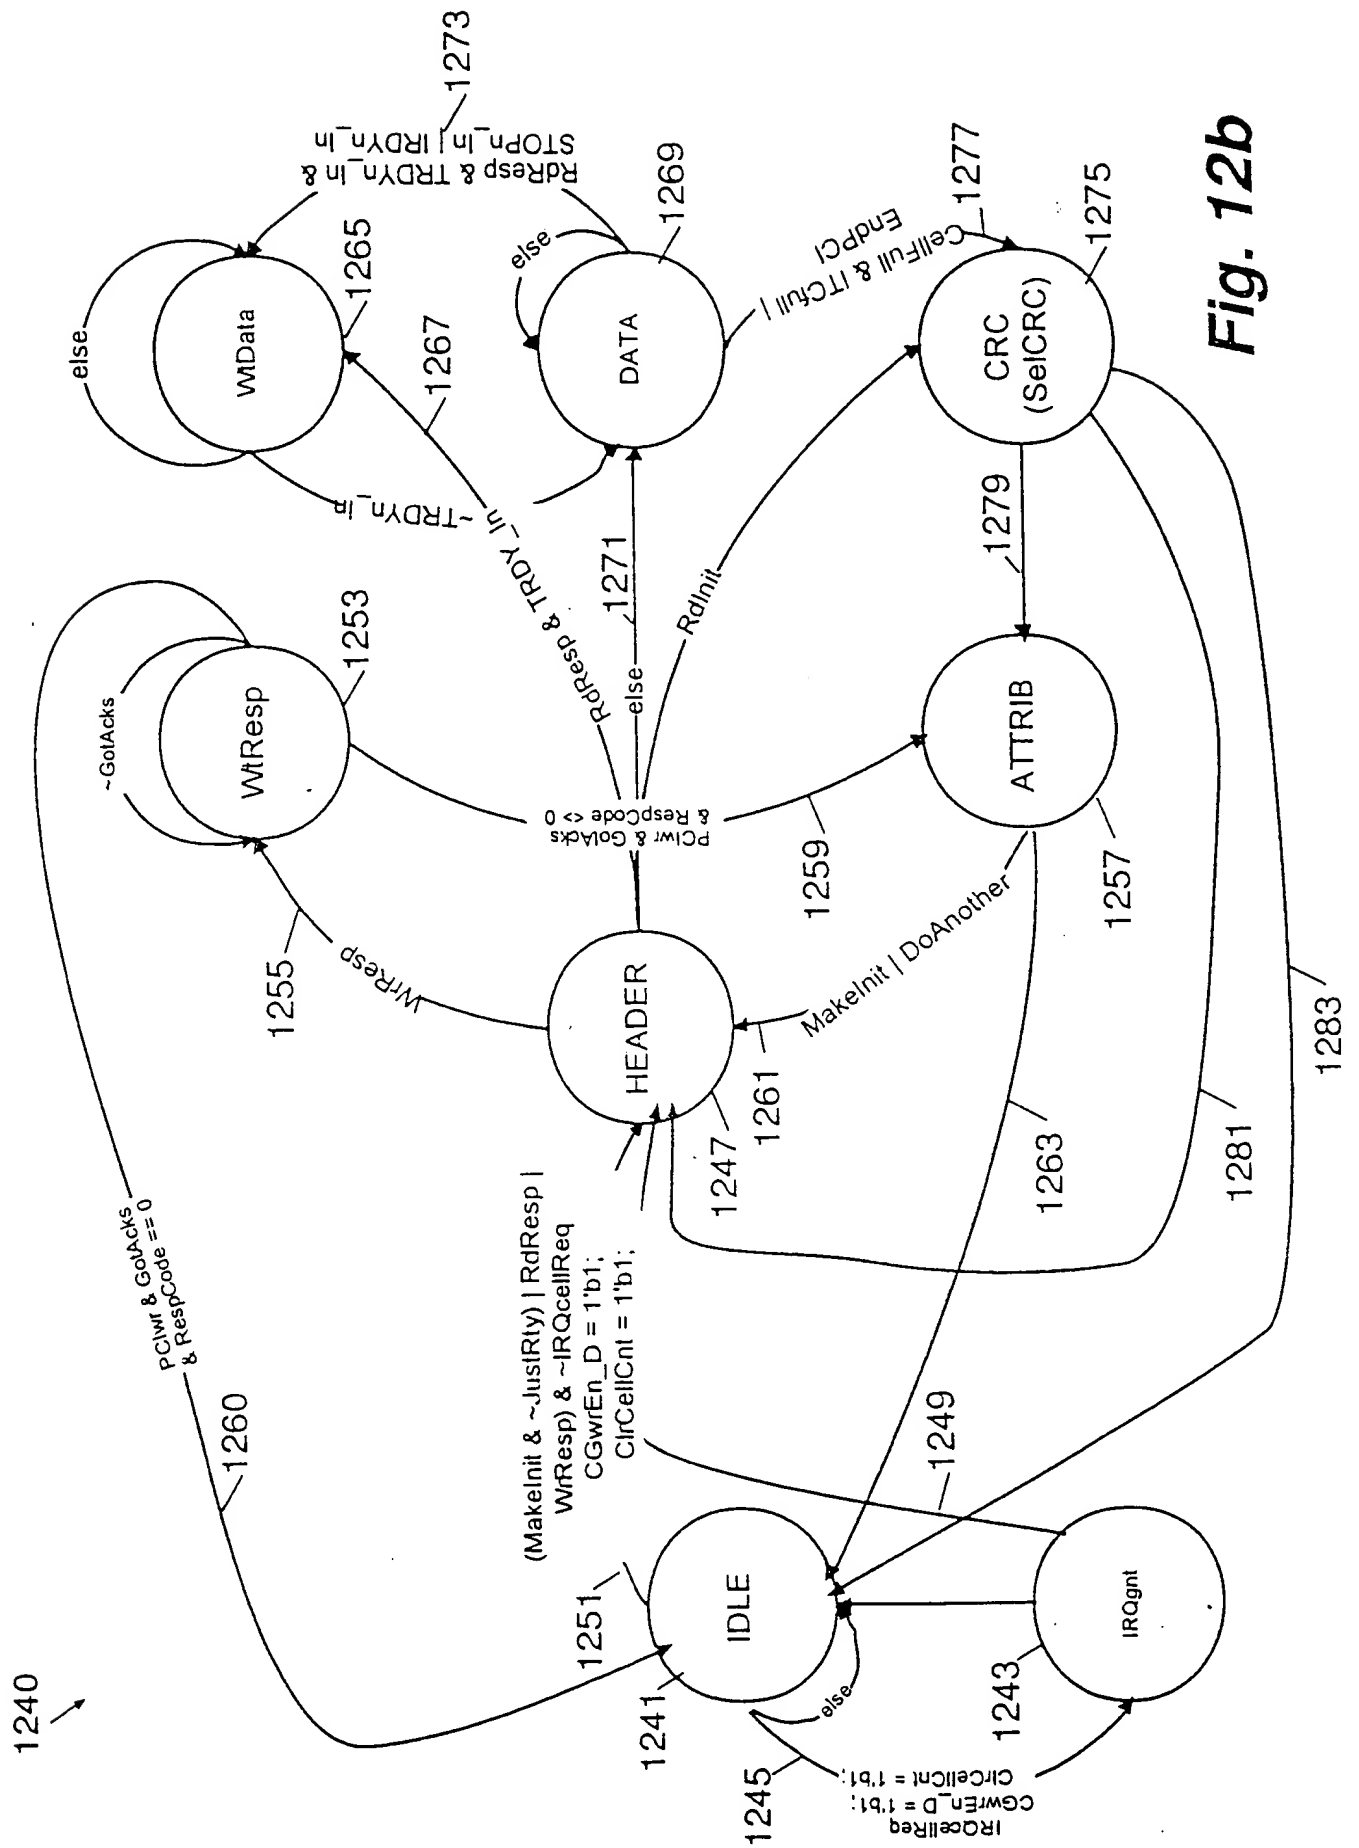 1240
1260
PCIwr & GotAcks
& RespCode == 0
~GotAcks
WtResp
1253
else
WtData
1265
RdResp & TRDYn_In &
STOPn_In | IRDYn_In
1273
1255
WrResp
~TRDYn_In
1267
RdResp & TRDY_In
1251
1241
IDLE
else
1245
IRQcellReq
CGwrEn_D = 1'b1;
ClrCellCnt = 1'b1;
(MakeInit & ~JustRty) | RdResp |
WrResp) & ~IRQcellReq
CGwrEn_D = 1'b1;
ClrCellCnt = 1'b1;
HEADER
1247
PCIwr & GotAcks
& RespCode <> 0
else
1271
DATA
else
1269
RdInit
CellFull & ITCfull |
EndPCI
1277
1261
MakeInit | DoAnother
1259
1243
IRQgnt
1249
1263
ATTRIB
1257
1279
CRC
(SelCRC)
1275
1281
1283
Fig. 12b